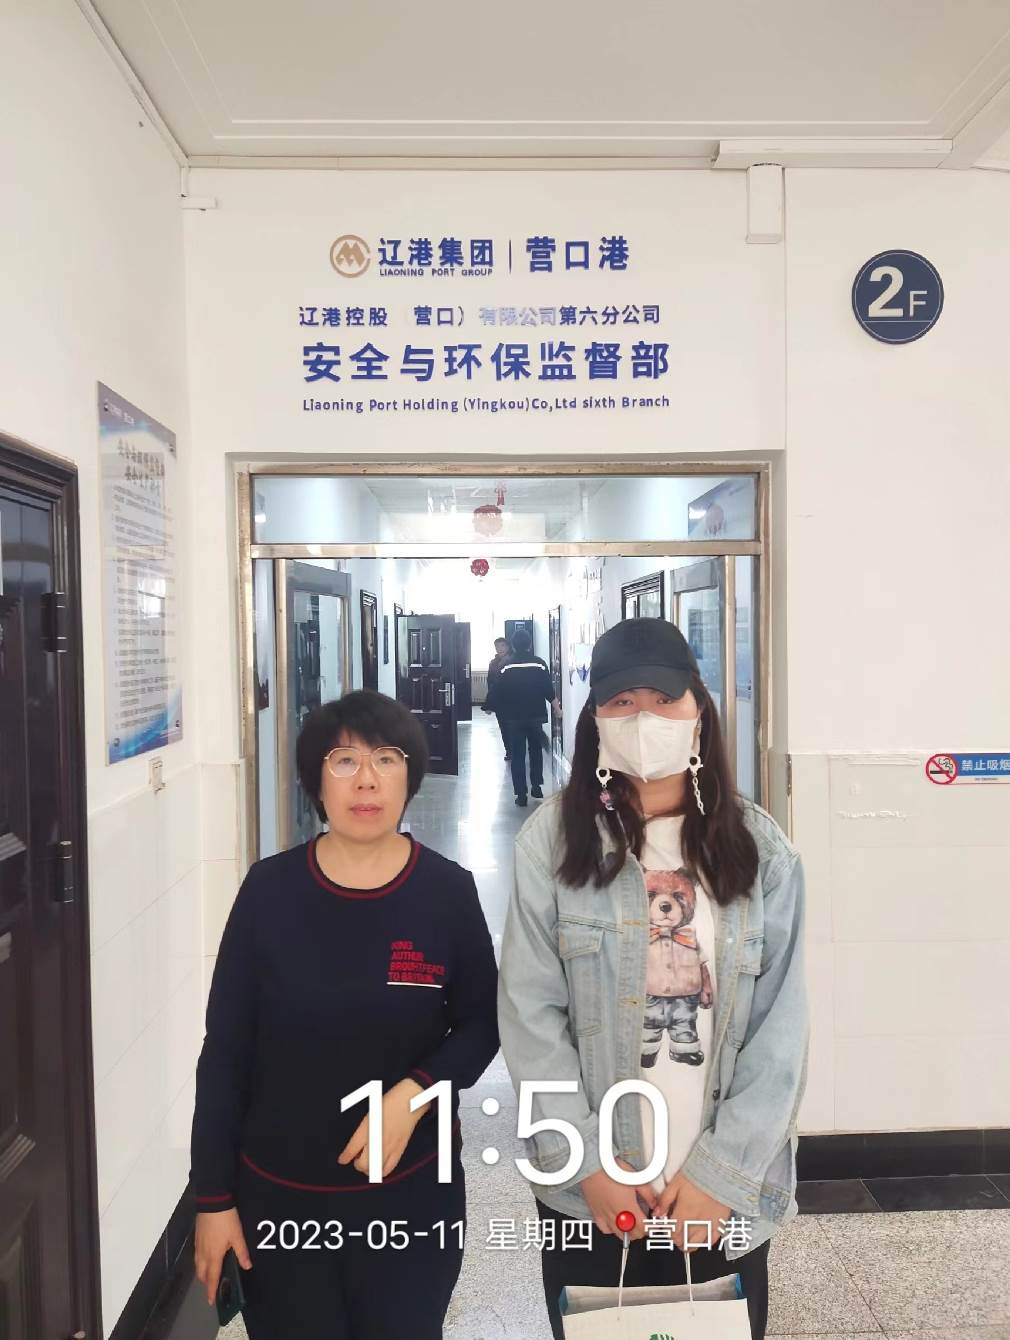 辽港集团 | 营口港
LIAONING PORT GROUP
辽港控股（营口）有限公司第六分公司
安全与环保监督部
Liaoning Port Holding (Yingkou)Co,Ltd sixth Branch
2F
禁止吸烟
KING
AUTHUR
BROUHTPEACE
TO BRITAIN
11:50
2023-05-11 星期四 营口港